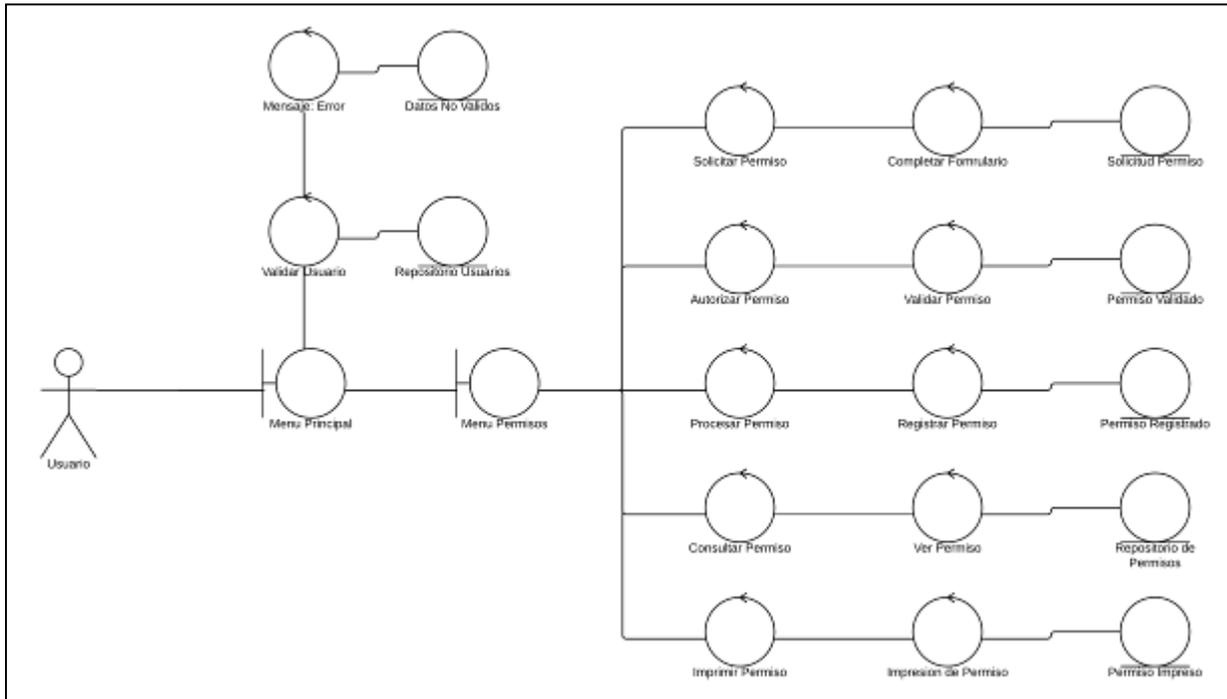 Mensaje: Error
Datos No Validos
Solicitar Permiso
Completar Fomrulario
Solicitud Permiso
Validar Usuario
Repositorio Usuarios
Autorizar Permiso
Validar Permiso
Permiso Validado
Usuario
Menu Principal
Menu Permisos
Procesar Permiso
Registrar Permiso
Permiso Registrado
Consultar Permiso
Ver Permiso
Repositorio de
Permisos
Imprimir Permiso
Impresion de Permiso
Permiso Impreso